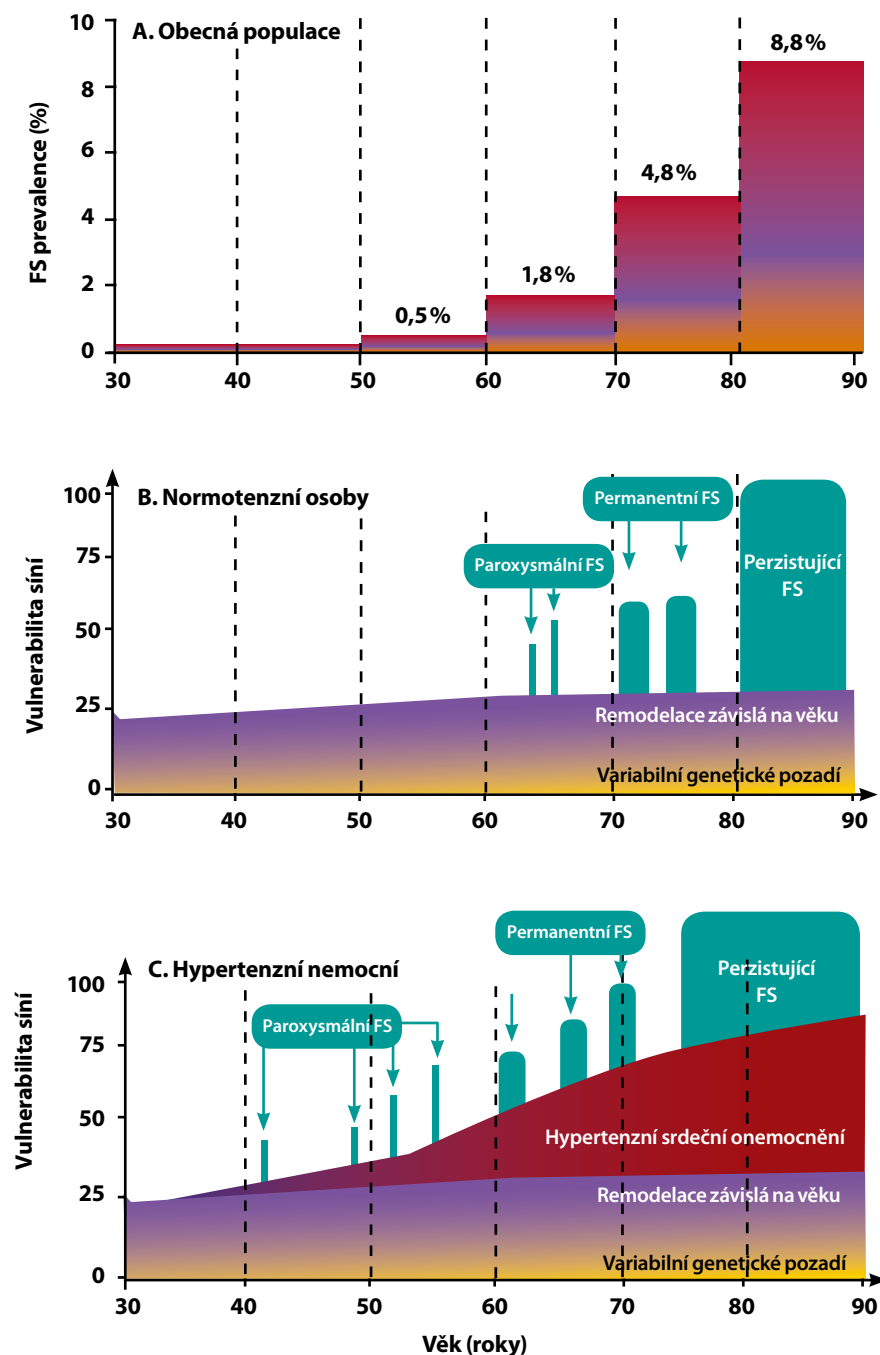 A. Obecná populace
FS prevalence (%)
10
8
6
4
2
0
0,5 %
1,8 %
4,8 %
8,8 %
30 40 50 60 70 80 90
B. Normotenzní osoby
Vulnerabilita síní
100
75
50
25
0
Paroxysmální FS
Permanentní FS
Perzistující
FS
Remodelace závislá na věku
Variabilní genetické pozadí
30 40 50 60 70 80 90
C. Hypertenzní nemocní
Vulnerabilita síní
100
75
50
25
0
Paroxysmální FS
Permanentní FS
Perzistující
FS
Hypertenzní srdeční onemocnění
Remodelace závislá na věku
Variabilní genetické pozadí
30 40 50 60 70 80 90
Věk (roky)